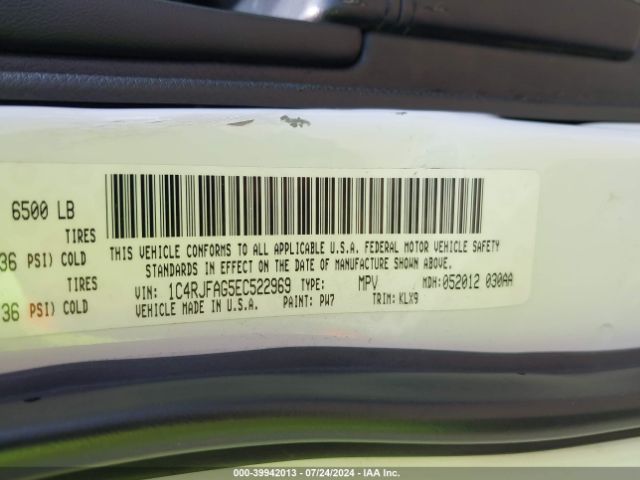 6500 LB
TIRES
36 PSI) COLD
TIRES
36 PSI) COLD
THIS VEHICLE CONFORMS TO ALL APPLICABLE U.S.A. FEDERAL MOTOR VEHICLE SAFETY
STANDARDS IN EFFECT ON THE DATE OF MANUFACTURE SHOWN ABOVE.
VIN: 1C4RJFAG5EC522969 TYPE: MPV MDH: 052012 030AA
VEHICLE MADE IN U.S.A. PAINT: PW7 TRIM: KLX9
000-39942013 - 07/24/2024 - IAA Inc.